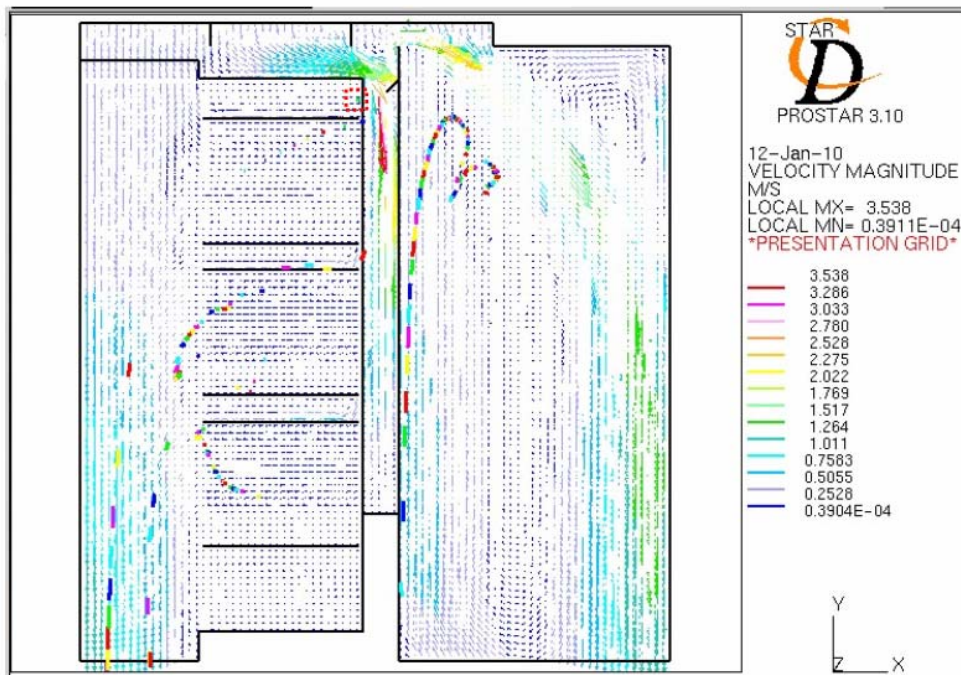 STAR
CD
PROSTAR 3.10
12-Jan-10
VELOCITY MAGNITUDE
M/S
LOCAL MX= 3.538
LOCAL MN= 0.3911E-04
*PRESENTATION GRID*
3.538
3.286
3.033
2.780
2.528
2.275
2.022
1.769
1.517
1.264
1.011
0.7583
0.5055
0.2528
0.3904E-04
Y
Z
X